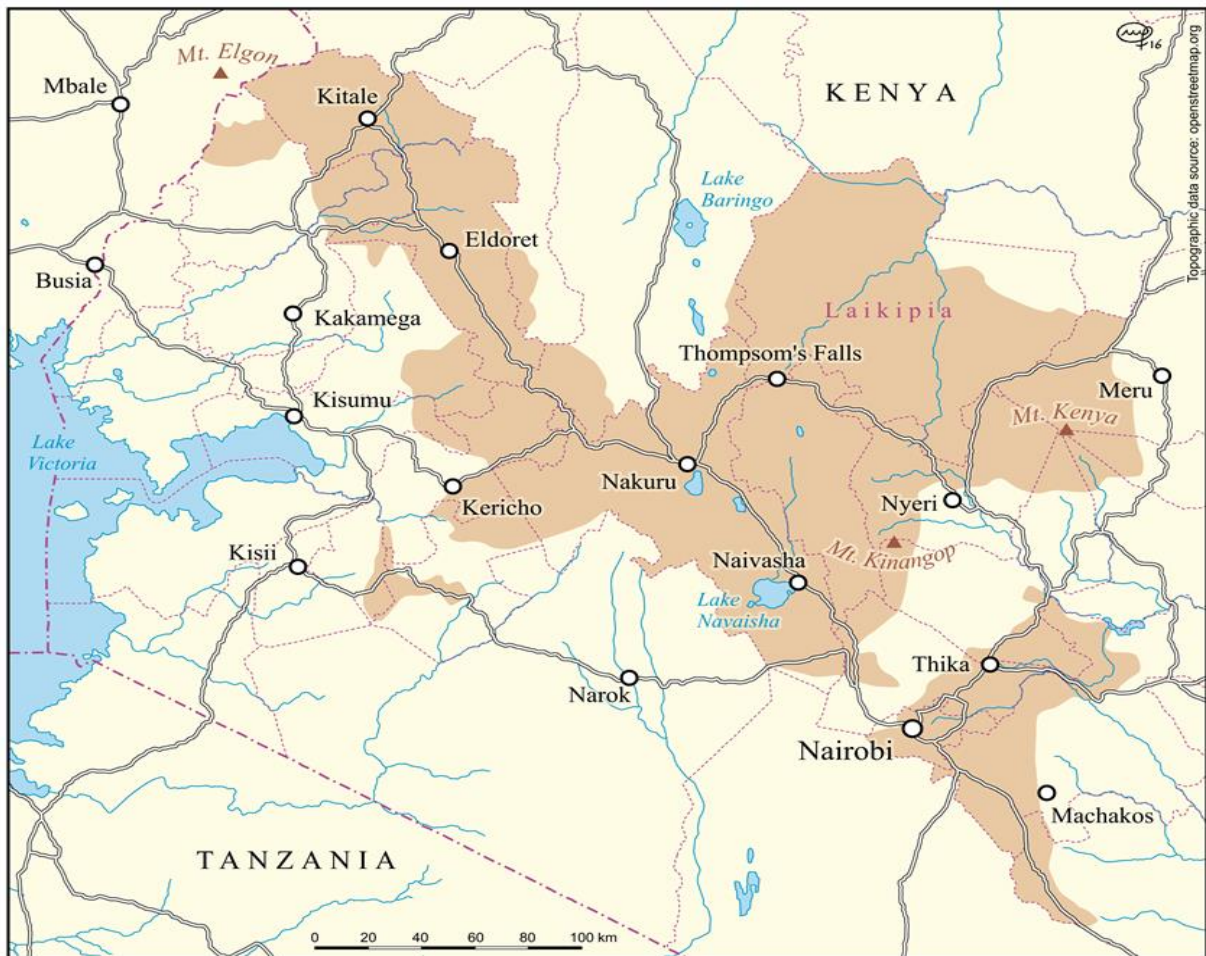 16
Topographic data source: openstreetmap.org
Mt. Elgon
Mbale
Kitale
KENYA
Lake
Baringo
Eldoret
Busia
Laikipia
Kakamega
Thompsom's Falls
Meru
Kisumu
Mt. Kenya
Lake
Victoria
Nakuru
Kericho
Nyeri
Kisii
Mt. Kinangop
Naivasha
Lake
Navaisha
Thika
Narok
Nairobi
Machakos
TANZANIA
0 20 40 60 80 100 km